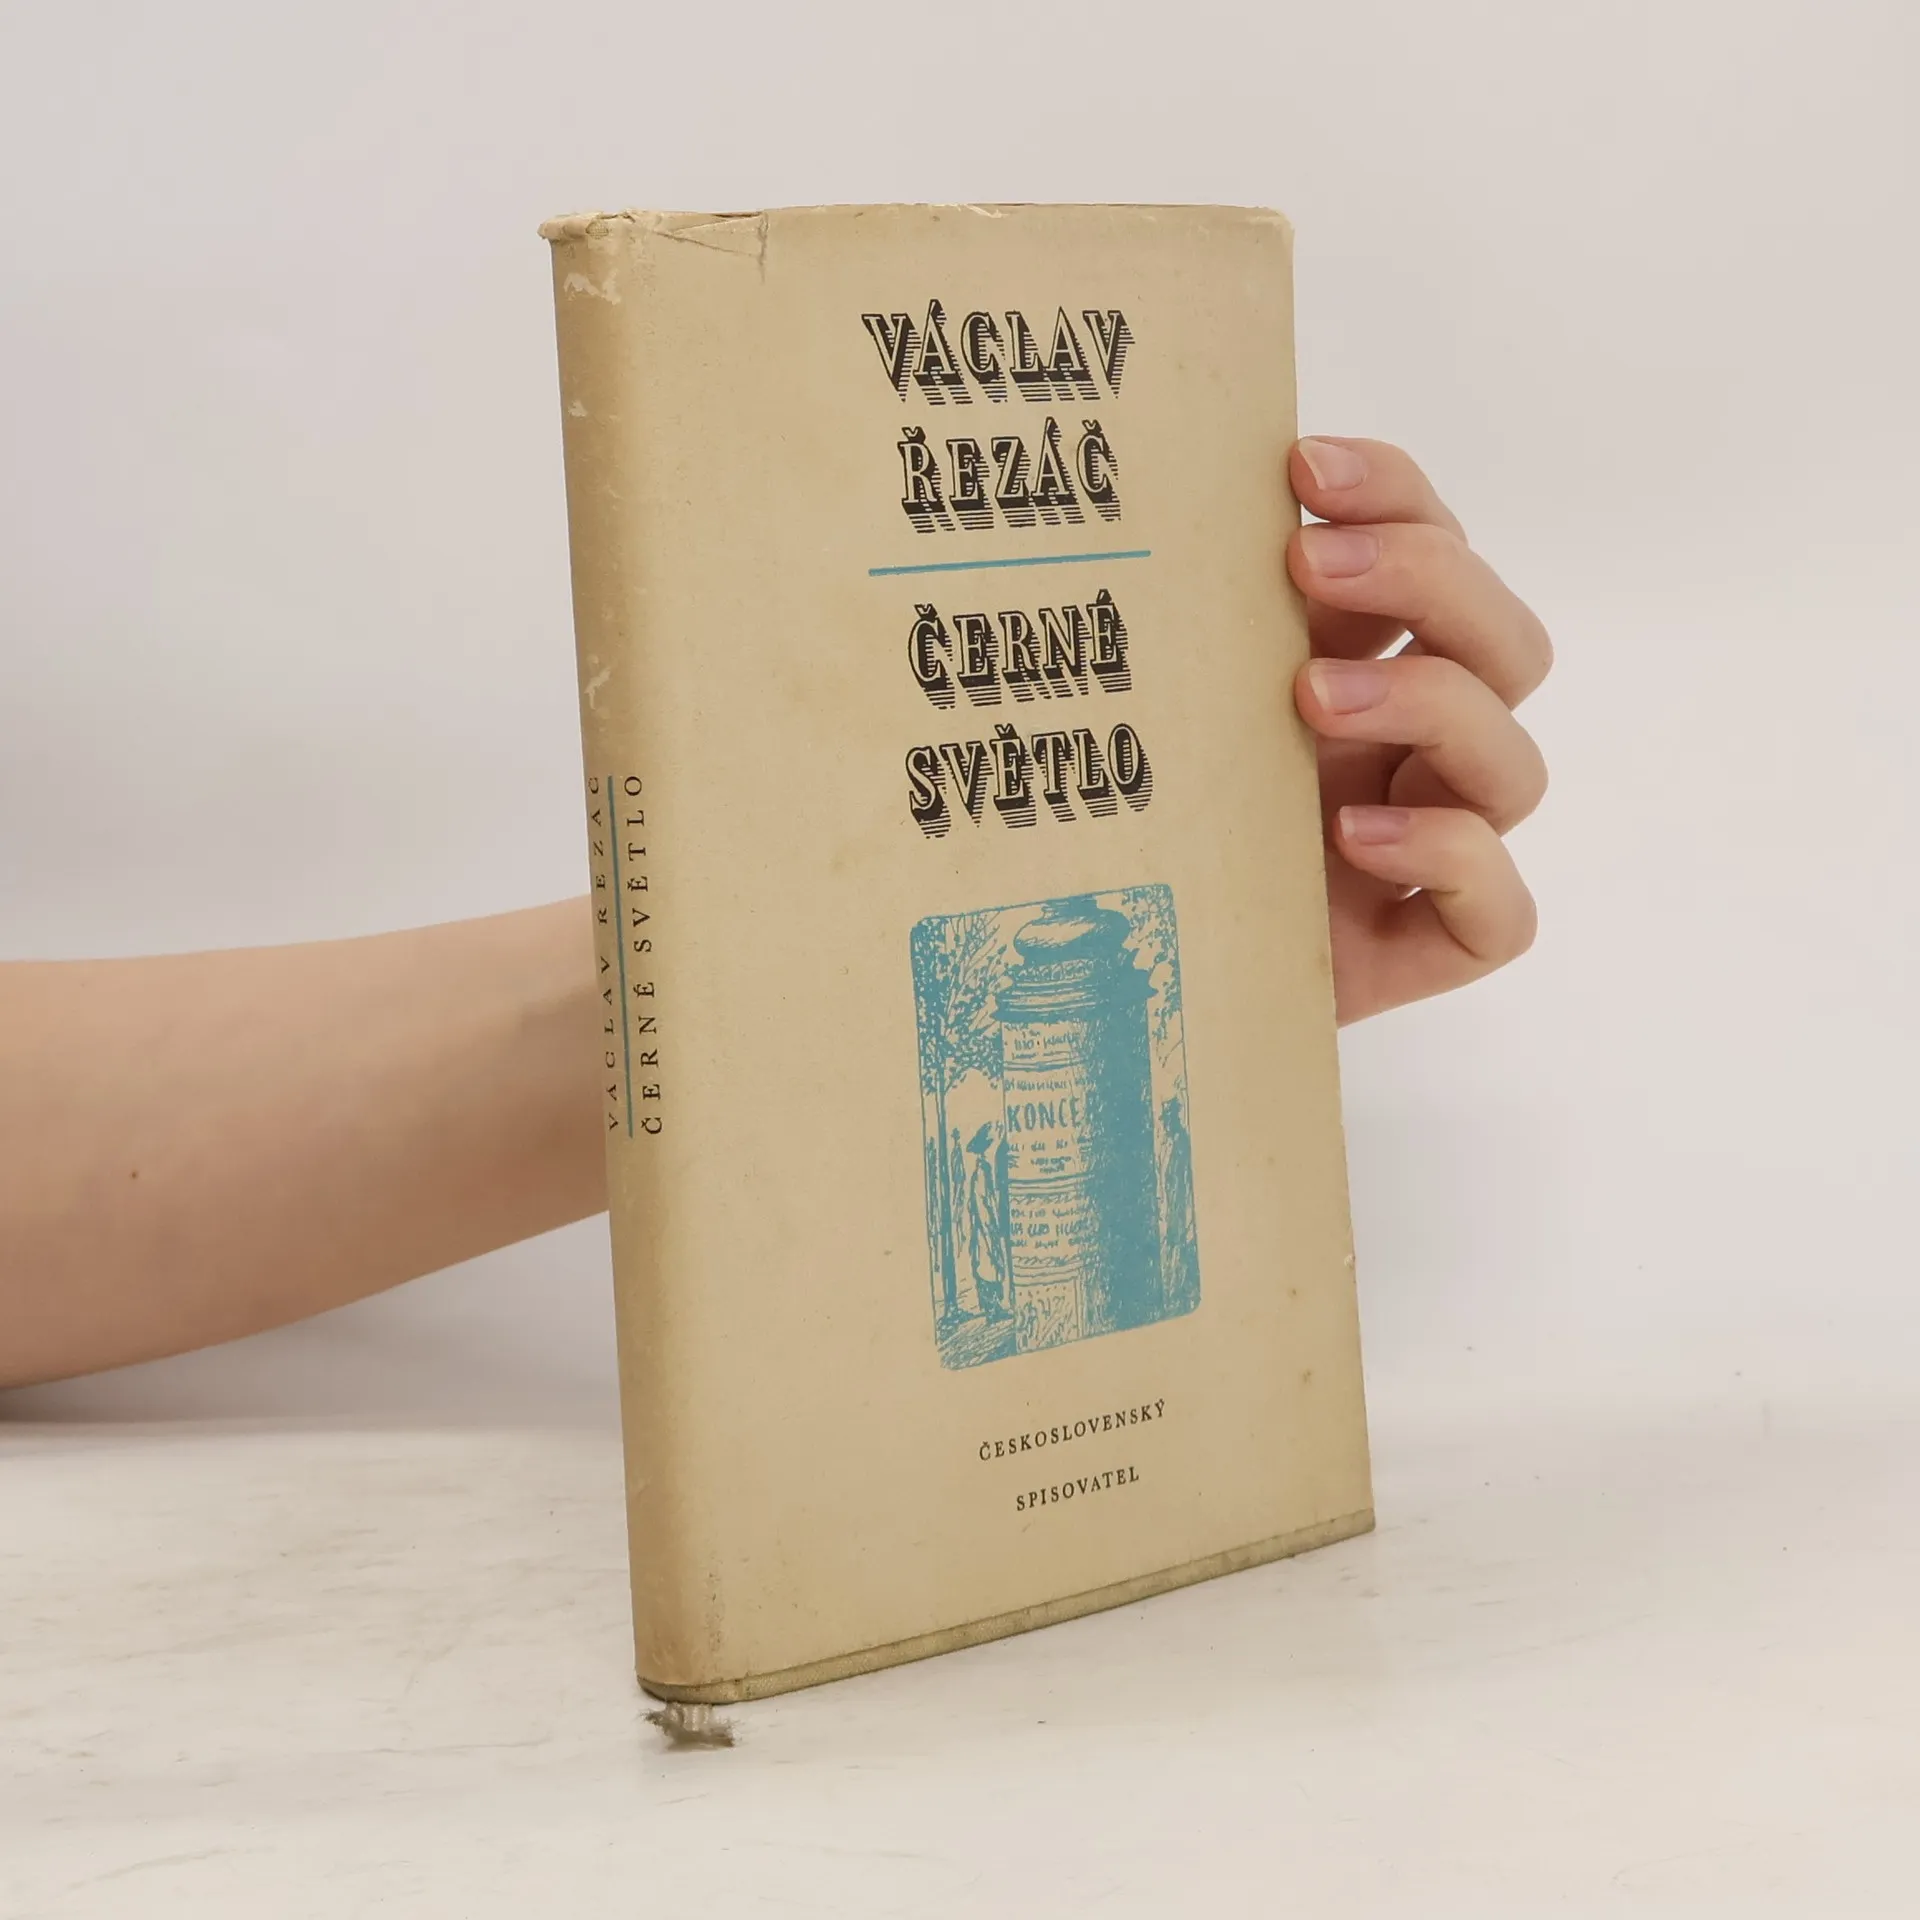 VÁCLAV
ŘEZÁČ
ČERNÉ
SVĚTLO
KONCE
ČESKOSLOVENSKÝ
SPISOVATEL
VÁCLAV ŘEZÁČ
ČERNÉ SVĚTLO